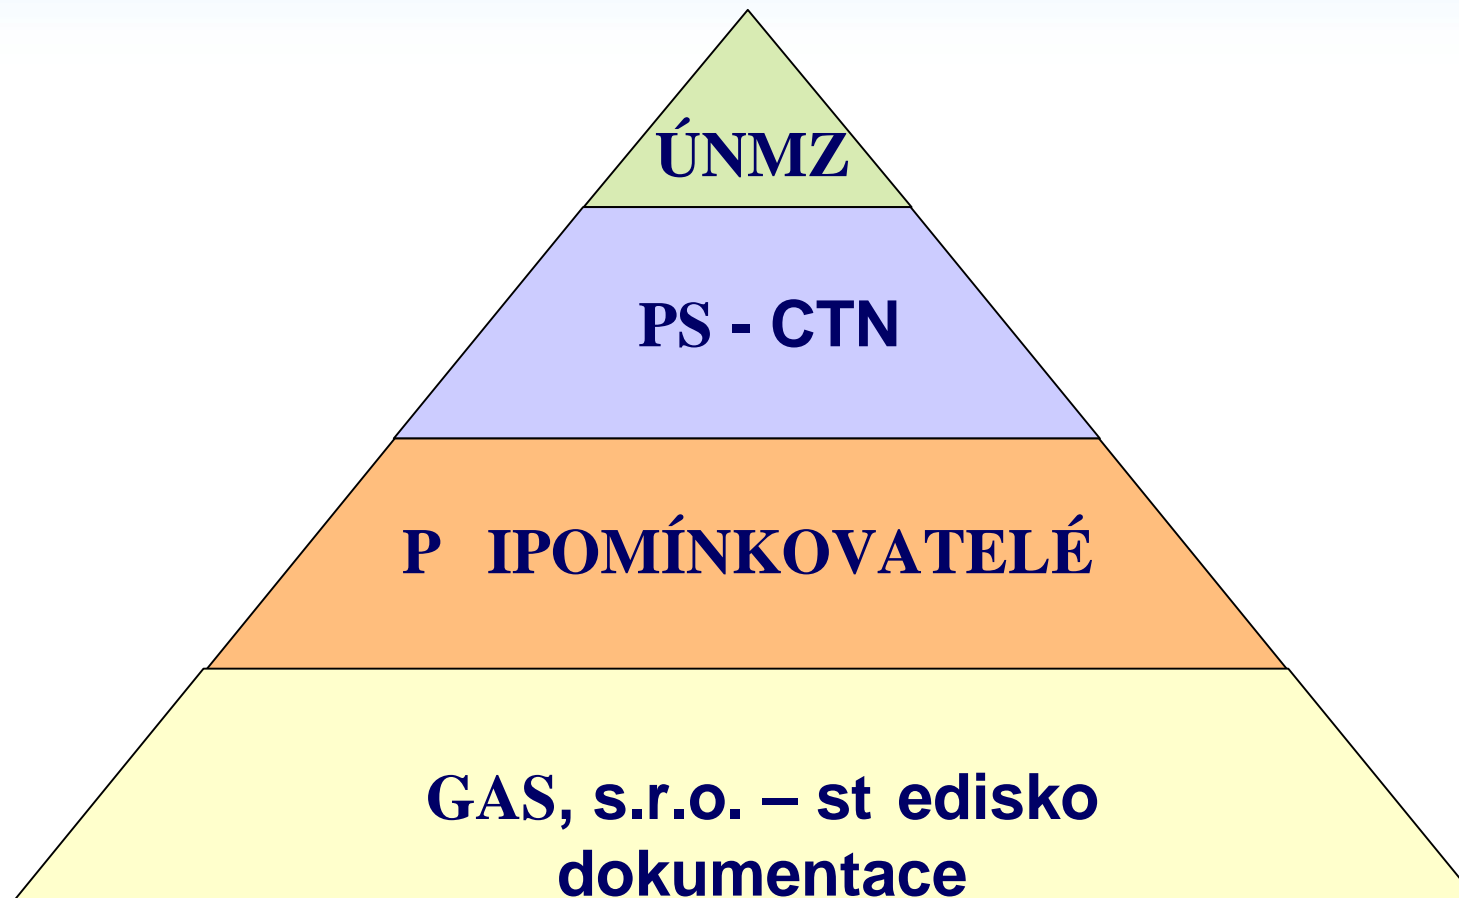 ÚNMZ
PS - CTN
P IPOMÍNKOVATELÉ
GAS, s.r.o. – st edisko
dokumentace